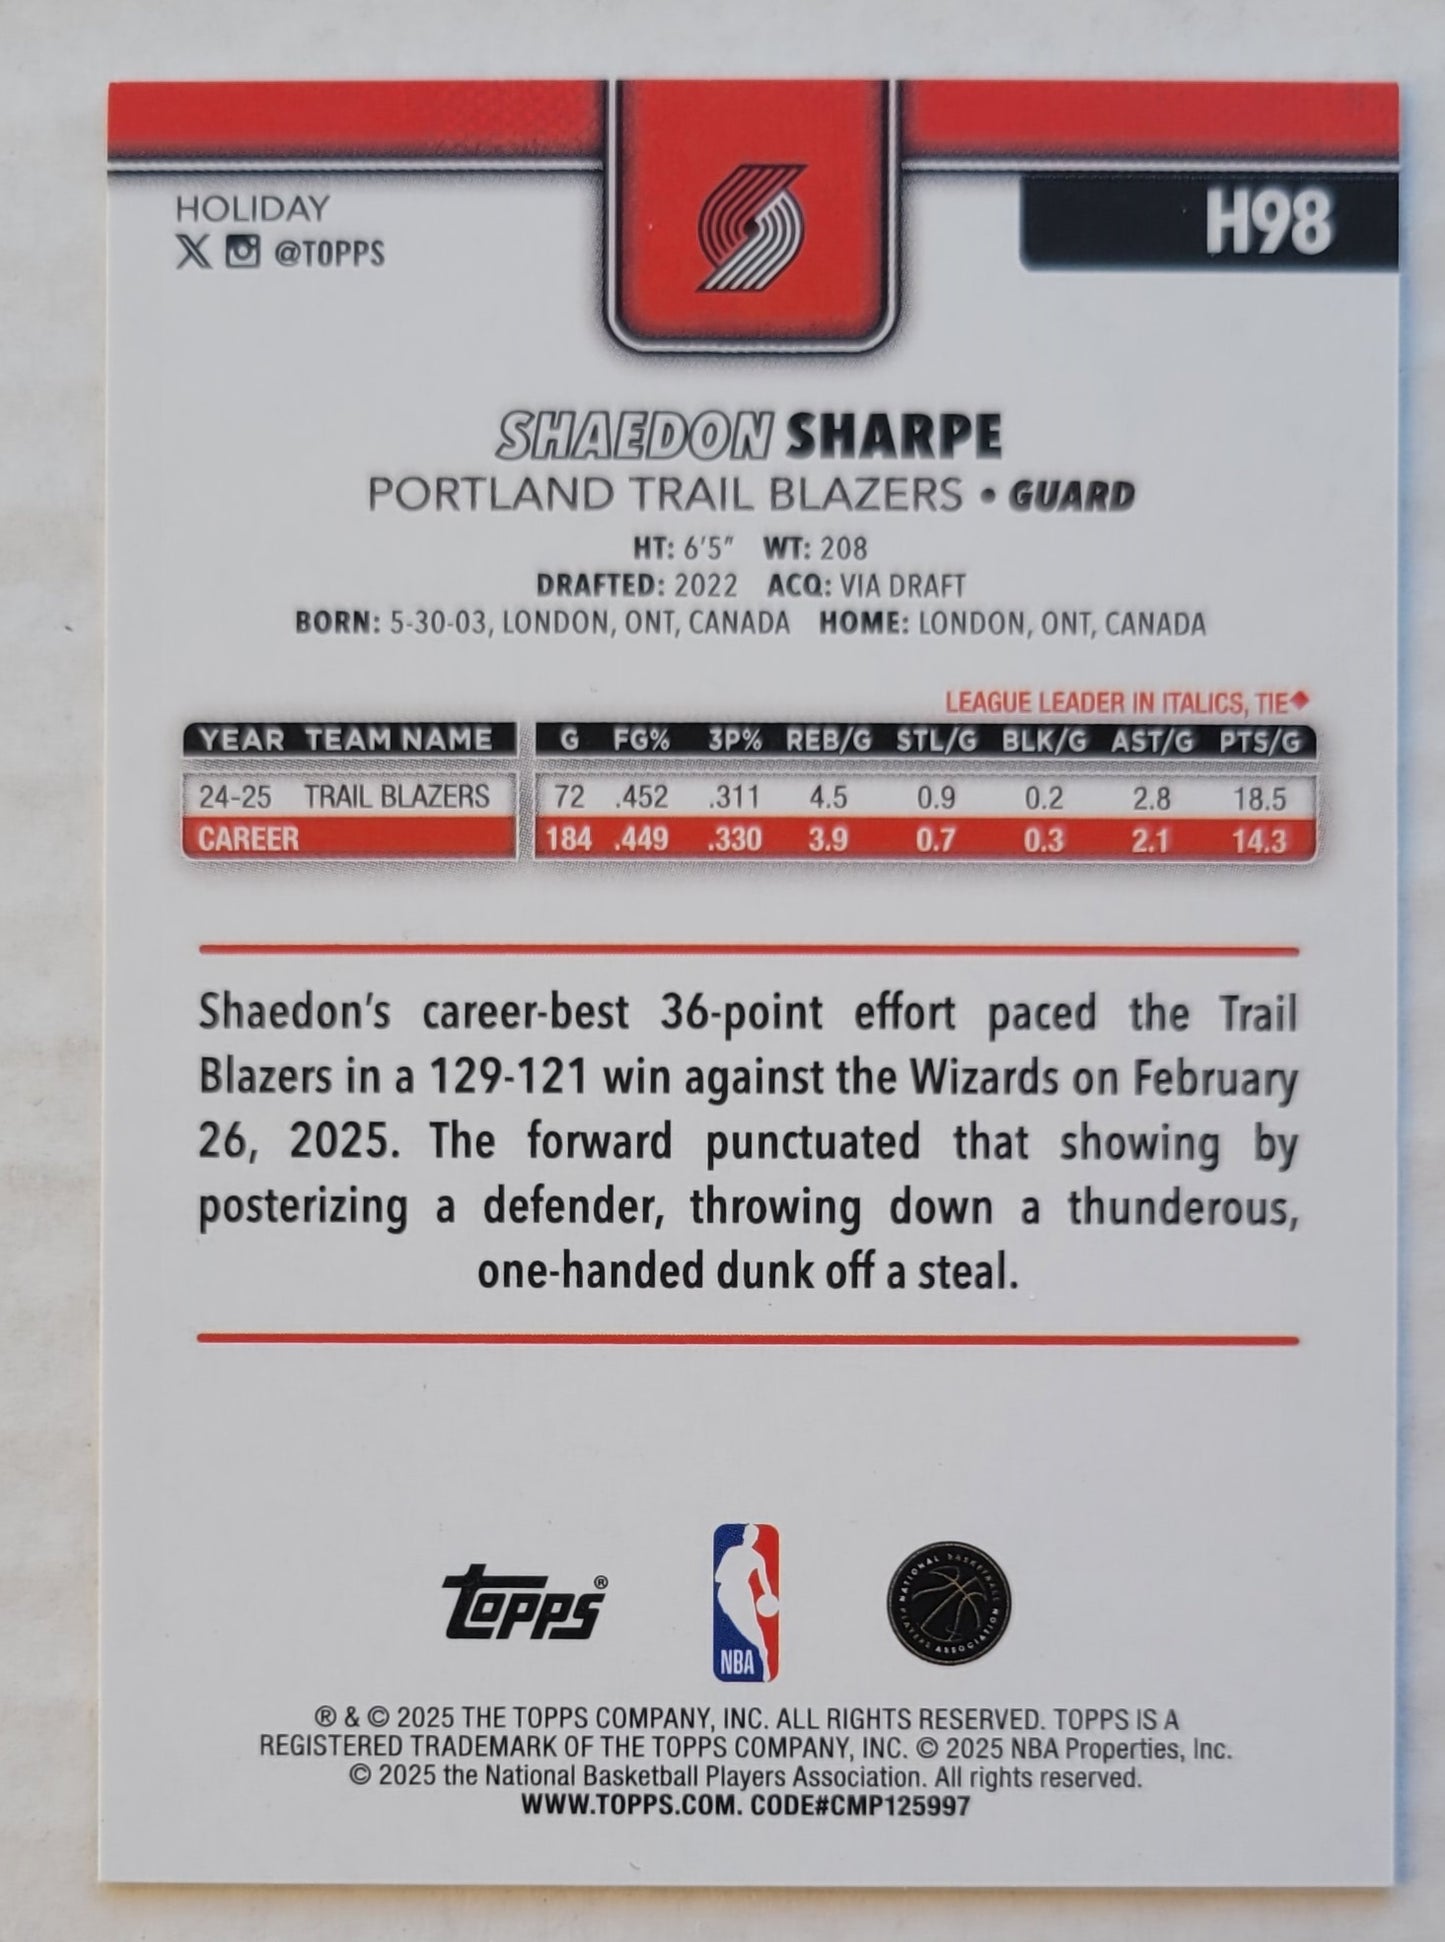 HOLIDAY
H98
X @TOPPS
SHAEDON SHARPE
PORTLAND TRAIL BLAZERS • GUARD
HT: 6'5" WT: 208
DRAFTED: 2022 ACQ: VIA DRAFT
BORN: 5-30-03, LONDON, ONT, CANADA HOME: LONDON, ONT, CANADA
LEAGUE LEADER IN ITALICS, TIE♦
YEAR TEAM NAME G FG% 3P% REB/G STL/G BLK/G AST/G PTS/G
24-25 TRAIL BLAZERS 72 .452 .311 4.5 0.9 0.2 2.8 18.5
CAREER 184 .449 .330 3.9 0.7 0.3 2.1 14.3
Shaedon's career-best 36-point effort paced the Trail
Blazers in a 129-121 win against the Wizards on February
26, 2025. The forward punctuated that showing by
posterizing a defender, throwing down a thunderous,
one-handed dunk off a steal.
TOPPS®
NBA
NATIONAL BASKETBALL
PLAYERS ASSOCIATION
® & © 2025 THE TOPPS COMPANY, INC. ALL RIGHTS RESERVED. TOPPS IS A
REGISTERED TRADEMARK OF THE TOPPS COMPANY, INC. © 2025 NBA Properties, Inc.
© 2025 the National Basketball Players Association. All rights reserved.
WWW.TOPPS.COM. CODE#CMP125997